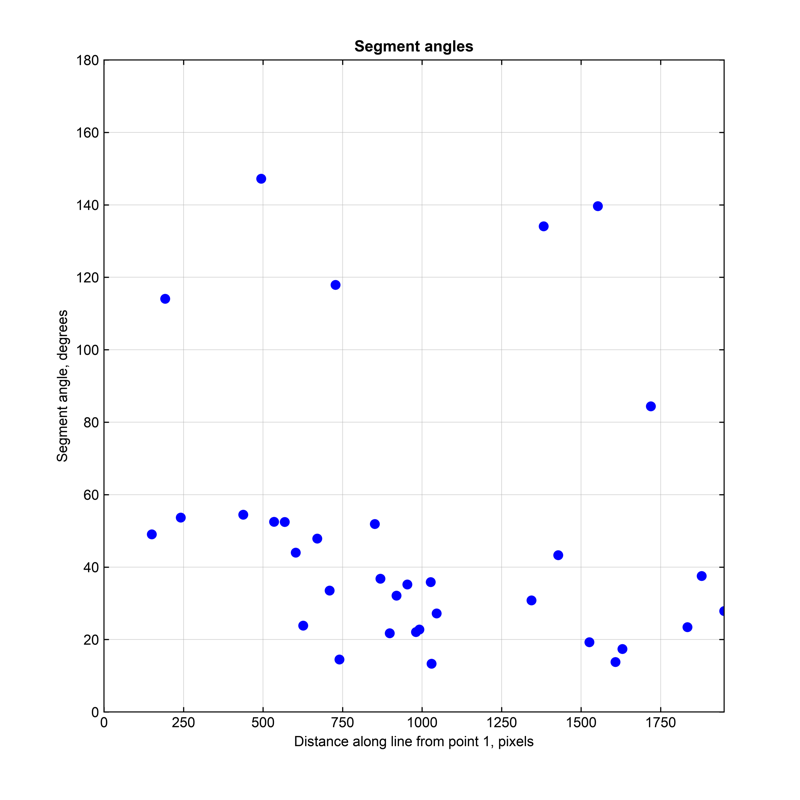 Segment angles
180
160
140
120
100
80
60
40
20
0
Segment angle, degrees
0 250 500 750 1000 1250 1500 1750
Distance along line from point 1, pixels